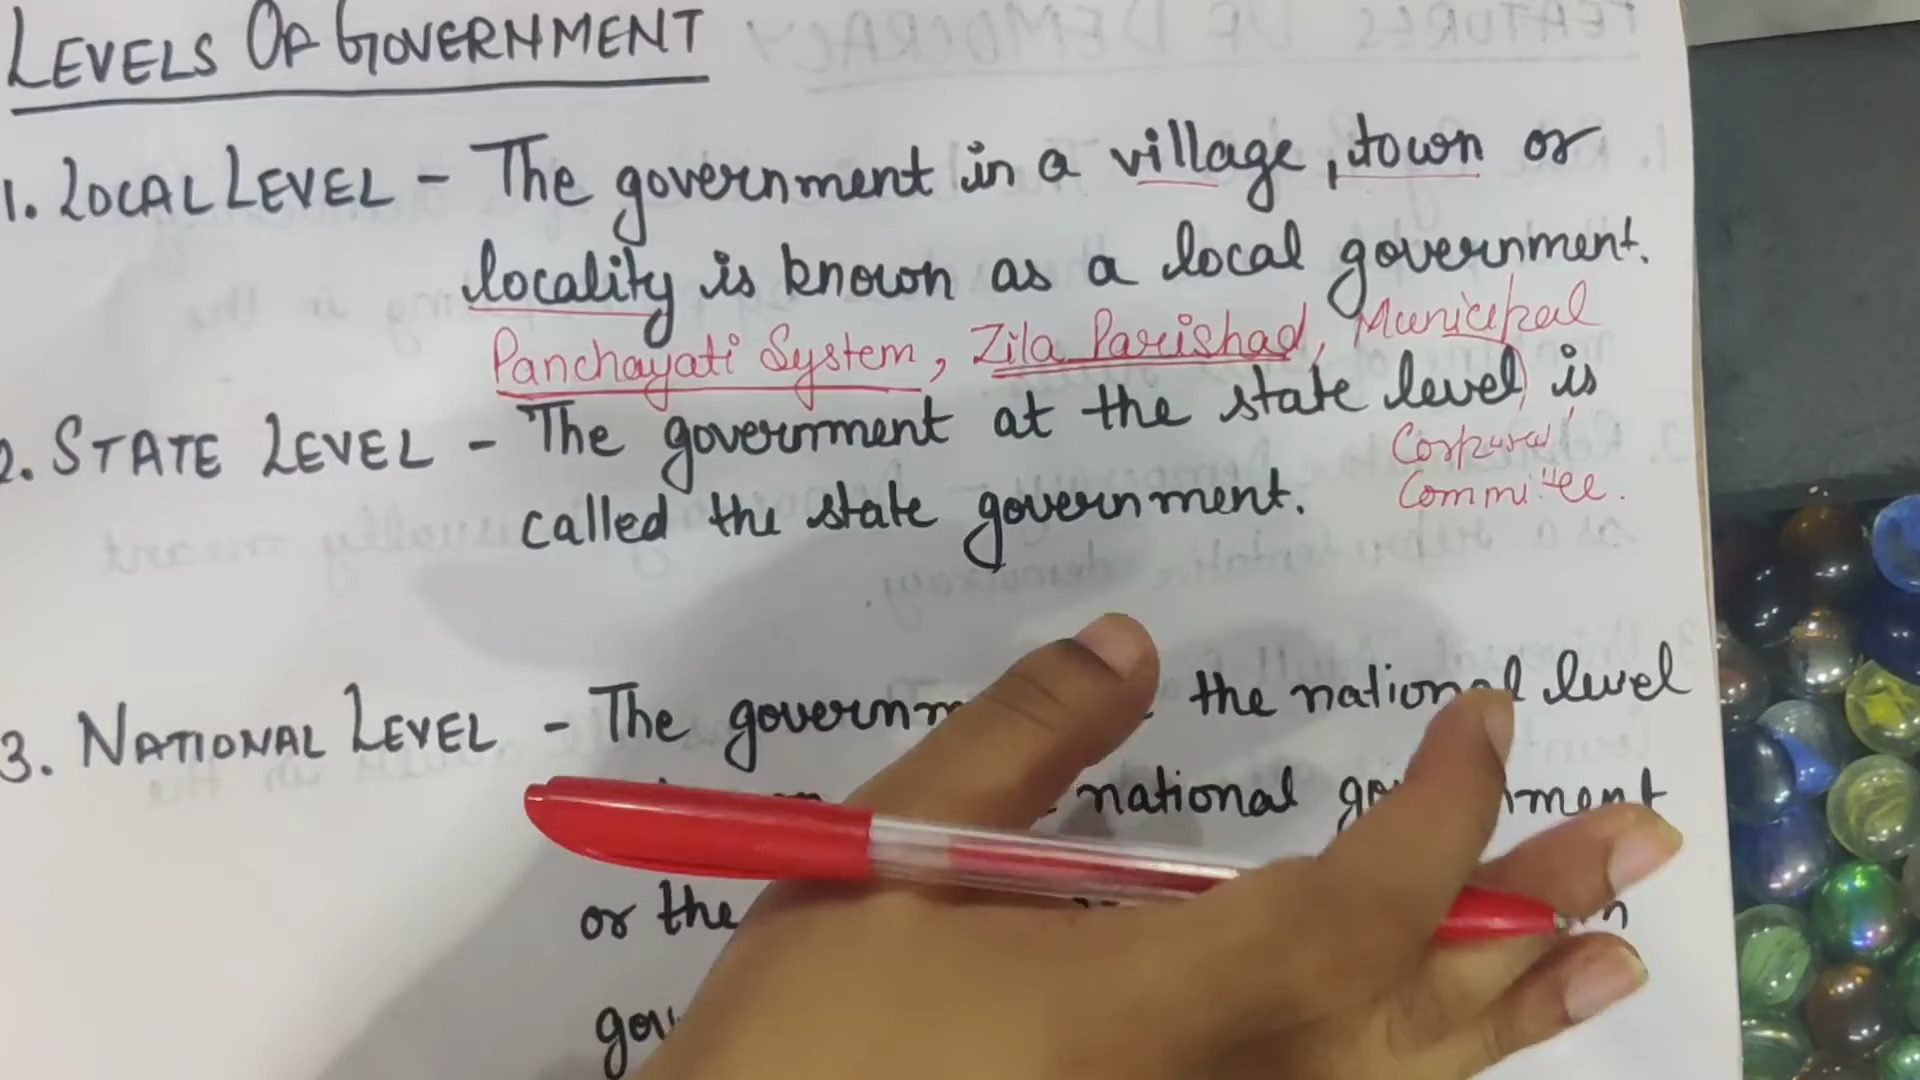 LEVELS OF GOVERNMENT
1. LOCAL LEVEL - The government in a village, town or
locality is known as a local government.
Panchayati System, Zila Parishad, Municipal
2. STATE LEVEL - The government at the state level is
Committee.
called the state government.
3. NATIONAL LEVEL - The the national level
national
or the